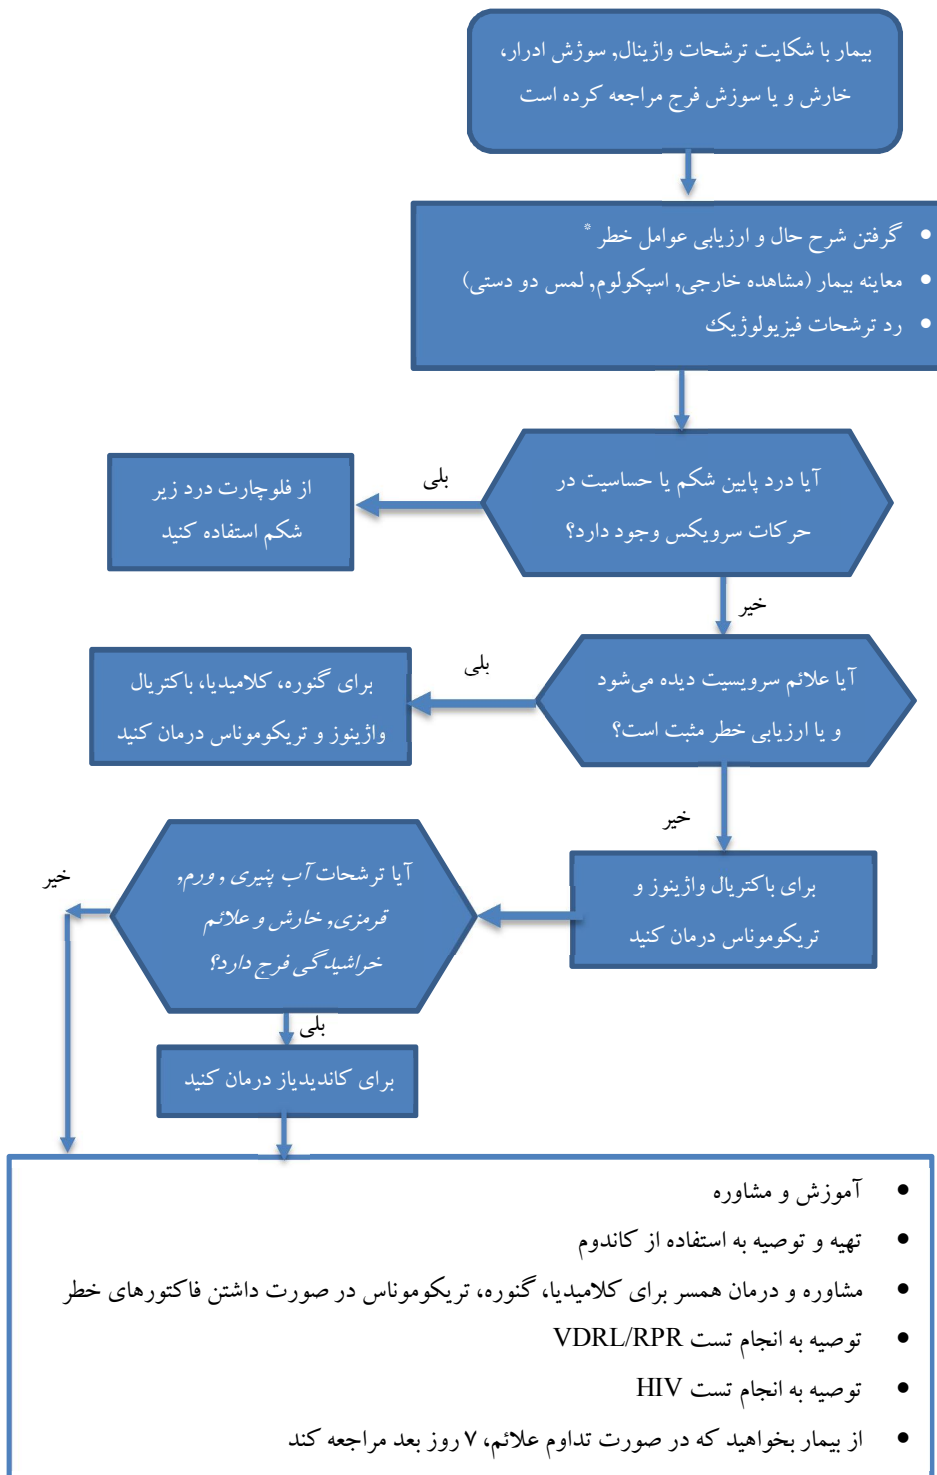 بیمار با شکایت ترشحات واژینال, سوژش ادرار،
خارش و یا سوزش فرج مراجعه کرده است
• گرفتن شرح حال و ارزیابی عوامل خطر *
• معاینه بیمار (مشاهده خارجی, اسپکولوم, لمس دو دستی)
• رد ترشحات فیزیولوژیک
آیا درد پایین شکم یا حساسیت در
حرکات سرویکس وجود دارد؟
بلی
از فلوچارت درد زیر
شکم استفاده کنید
خیر
آیا علائم سرویسیت دیده می‌شود
و یا ارزیابی خطر مثبت است؟
بلی
برای گنوره، کلامیدیا، باکتریال
واژینوز و تریکوموناس درمان کنید
خیر
برای باکتریال واژینوز و
تریکوموناس درمان کنید
آیا ترشحات آب پنیری , ورم,
قرمزی, خارش و علائم
خراشیدگی فرج دارد؟
خیر
بلی
برای کاندیدیاز درمان کنید
• آموزش و مشاوره
• تهیه و توصیه به استفاده از کاندوم
• مشاوره و درمان همسر برای کلامیدیا، گنوره، تریکوموناس در صورت داشتن فاکتورهای خطر
• توصیه به انجام تست VDRL/RPR
• توصیه به انجام تست HIV
• از بیمار بخواهید که در صورت تداوم علائم، ۷ روز بعد مراجعه کند